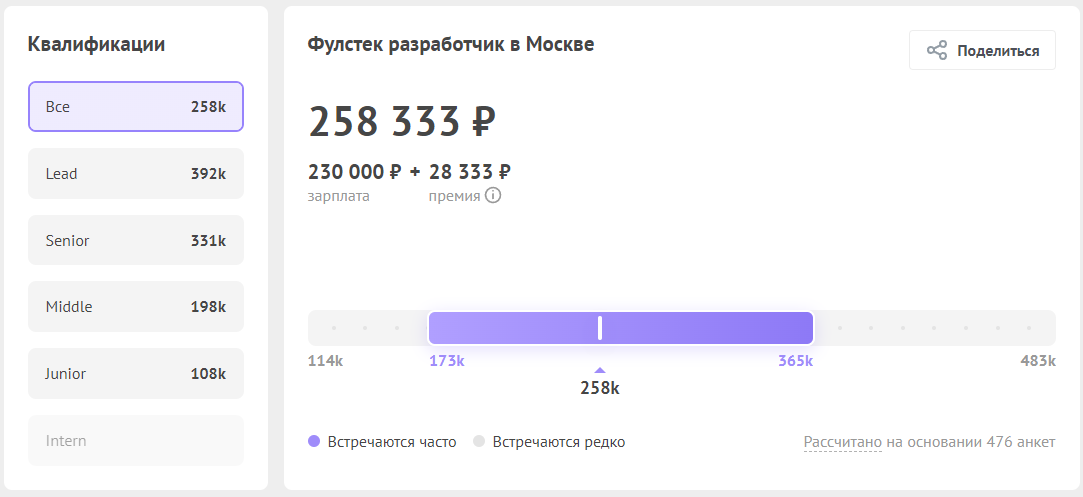 Квалификации
Все 258k
Lead 392k
Senior 331k
Middle 198k
Junior 108k
Intern
Фулстек разработчик в Москве
Поделиться
258 333 ₽
230 000 ₽ + 28 333 ₽
зарплата премия
114k 173k 365k 483k
258k
Встречаются часто Встречаются редко
Рассчитано на основании 476 анкет